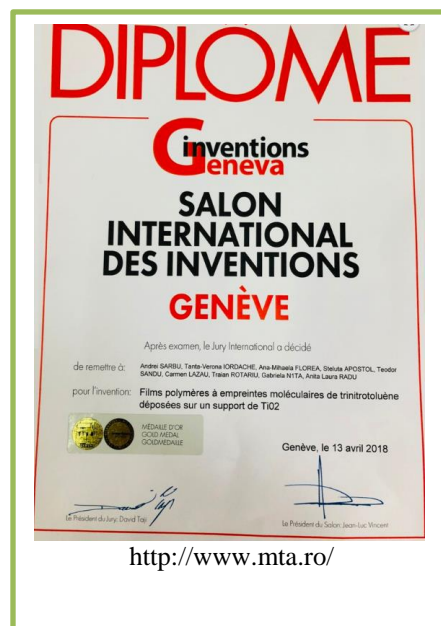 DIPLOME
inventions
Geneva
SALON
INTERNATIONAL
DES INVENTIONS
GENÈVE
Après examen, le Jury International a décidé
de remettre à: Andrei SARBU, Tanta-Verona IORDACHE, Ana-Mihaela FLOREA, Steluta APOSTOL, Teodor
SANDU, Carmen LAZAU, Traian ROTARIU, Gabriela N1TA, Anita Laura RADU
pour l'invention: Films polymères à empreintes moléculaires de trinitrotoluène
déposées sur un support de Ti02
MÉDAILLE D'OR
GOLD MEDAL
GOLDMEDAILLE
Genève, le 13 avril 2018
Le Président du Jury: David Taji
Le Président du Salon: Jean-Luc Vincent
http://www.mta.ro/